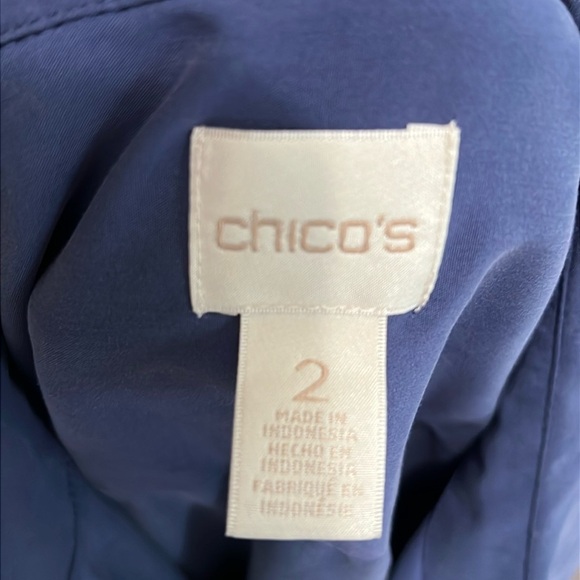 chico's
2
MADE IN
INDONESIA
HECHO EN
INDONESIA
FABRIQUÉ EN
INDONÉSIE